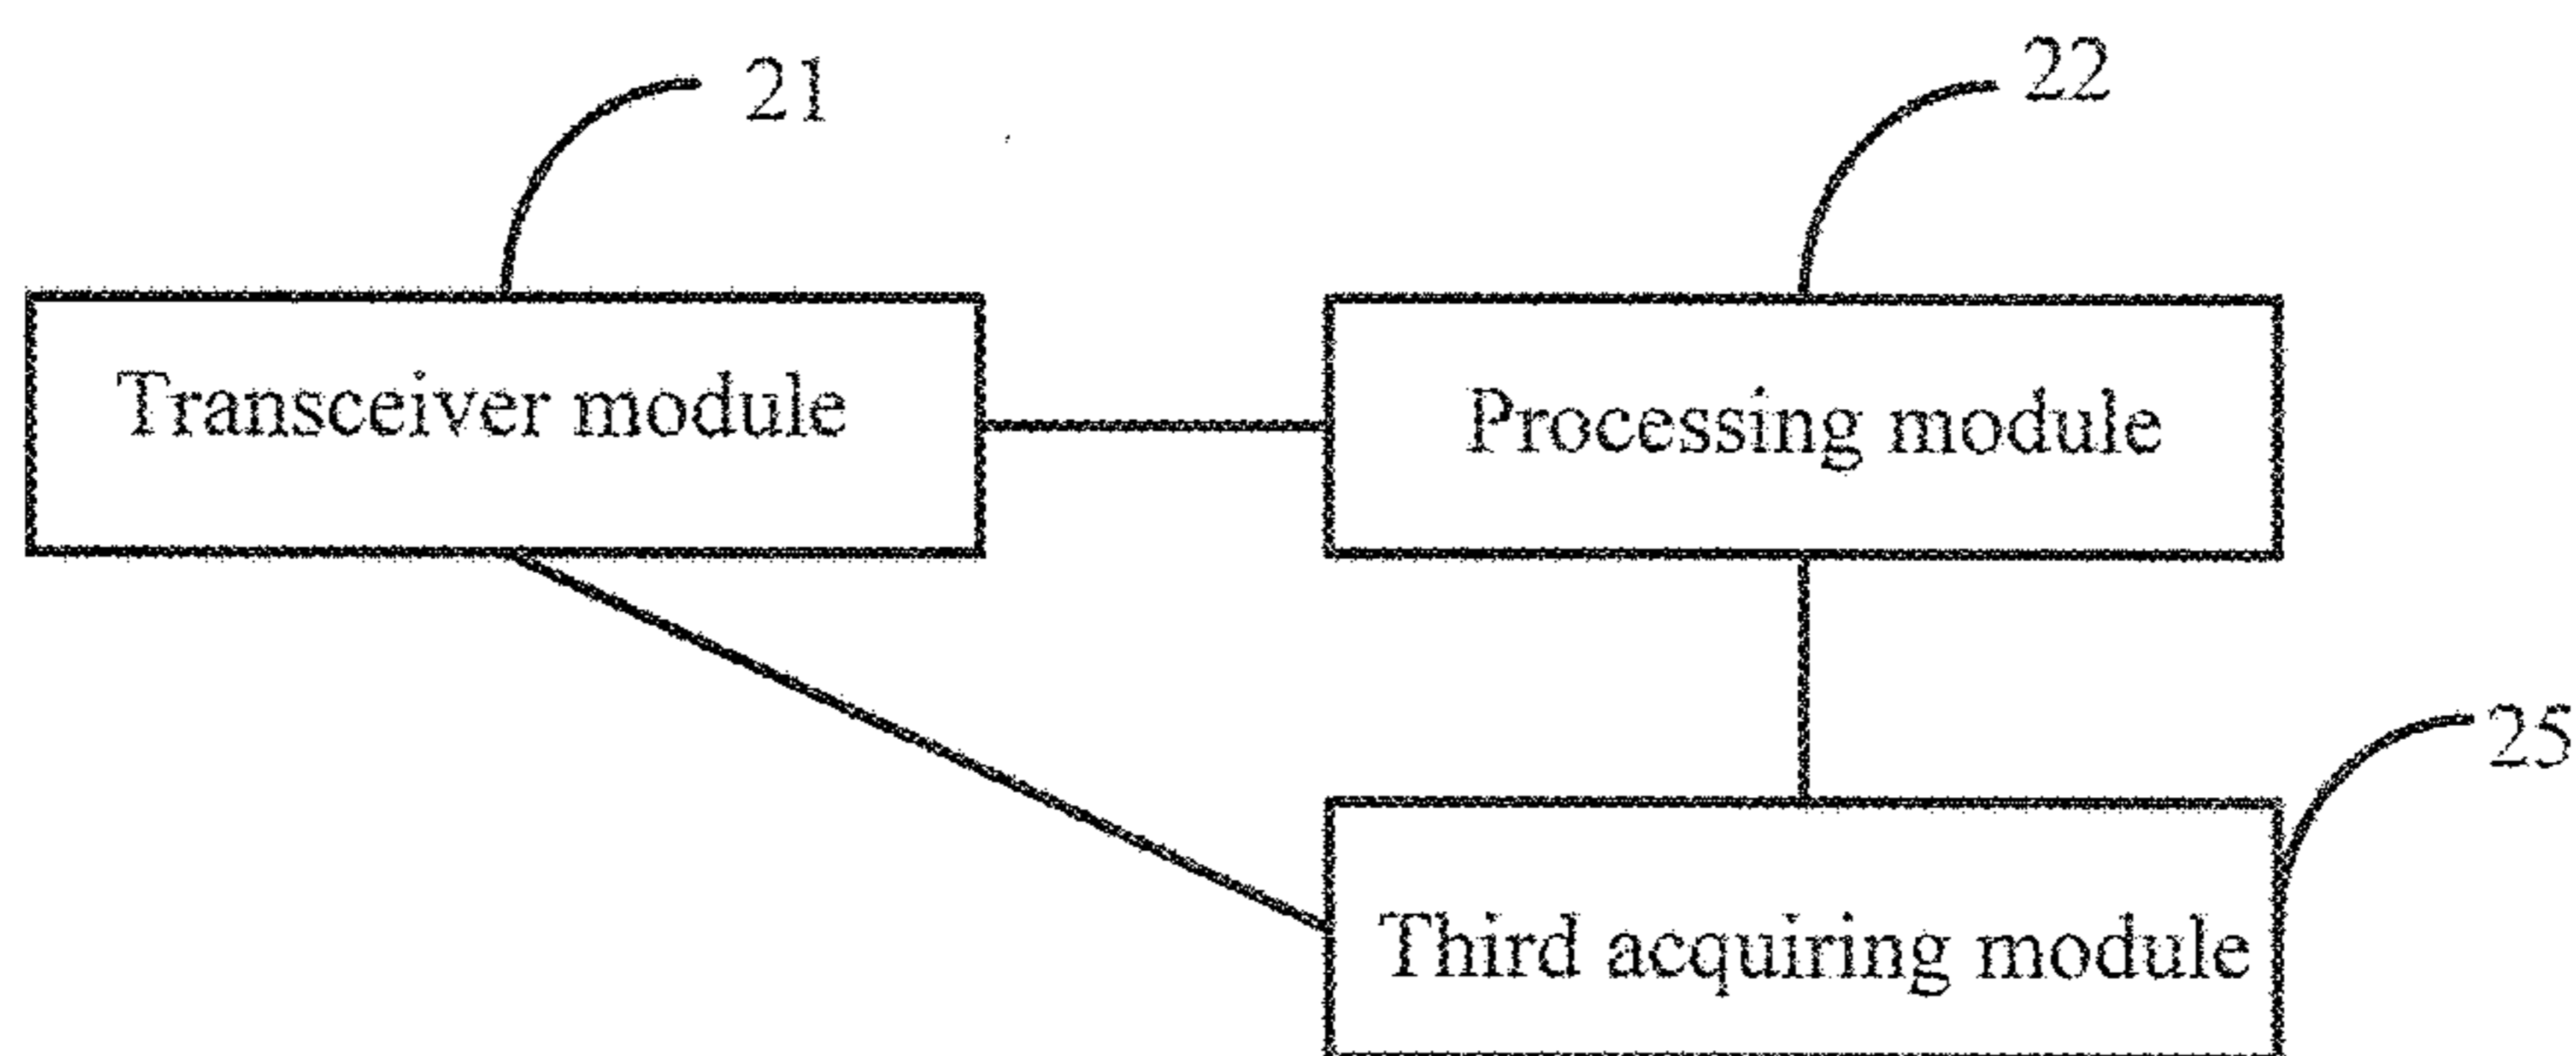 21
22
Transceiver module
Processing module
25
Third acquiring module